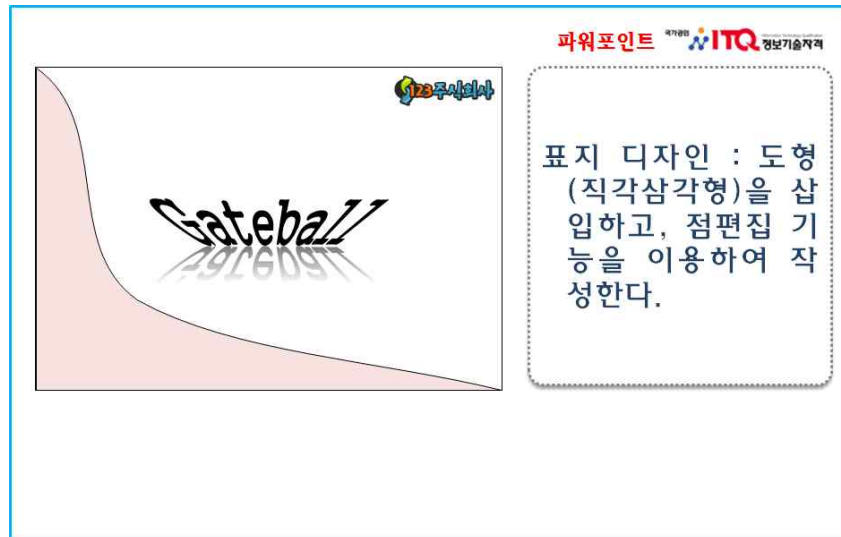 파워포인트 국가공인 ITQ 정보기술자격
123주식회사
Gateball
표지 디자인 : 도형
(직각삼각형)을 삽
입하고, 점편집 기
능을 이용하여 작
성한다.